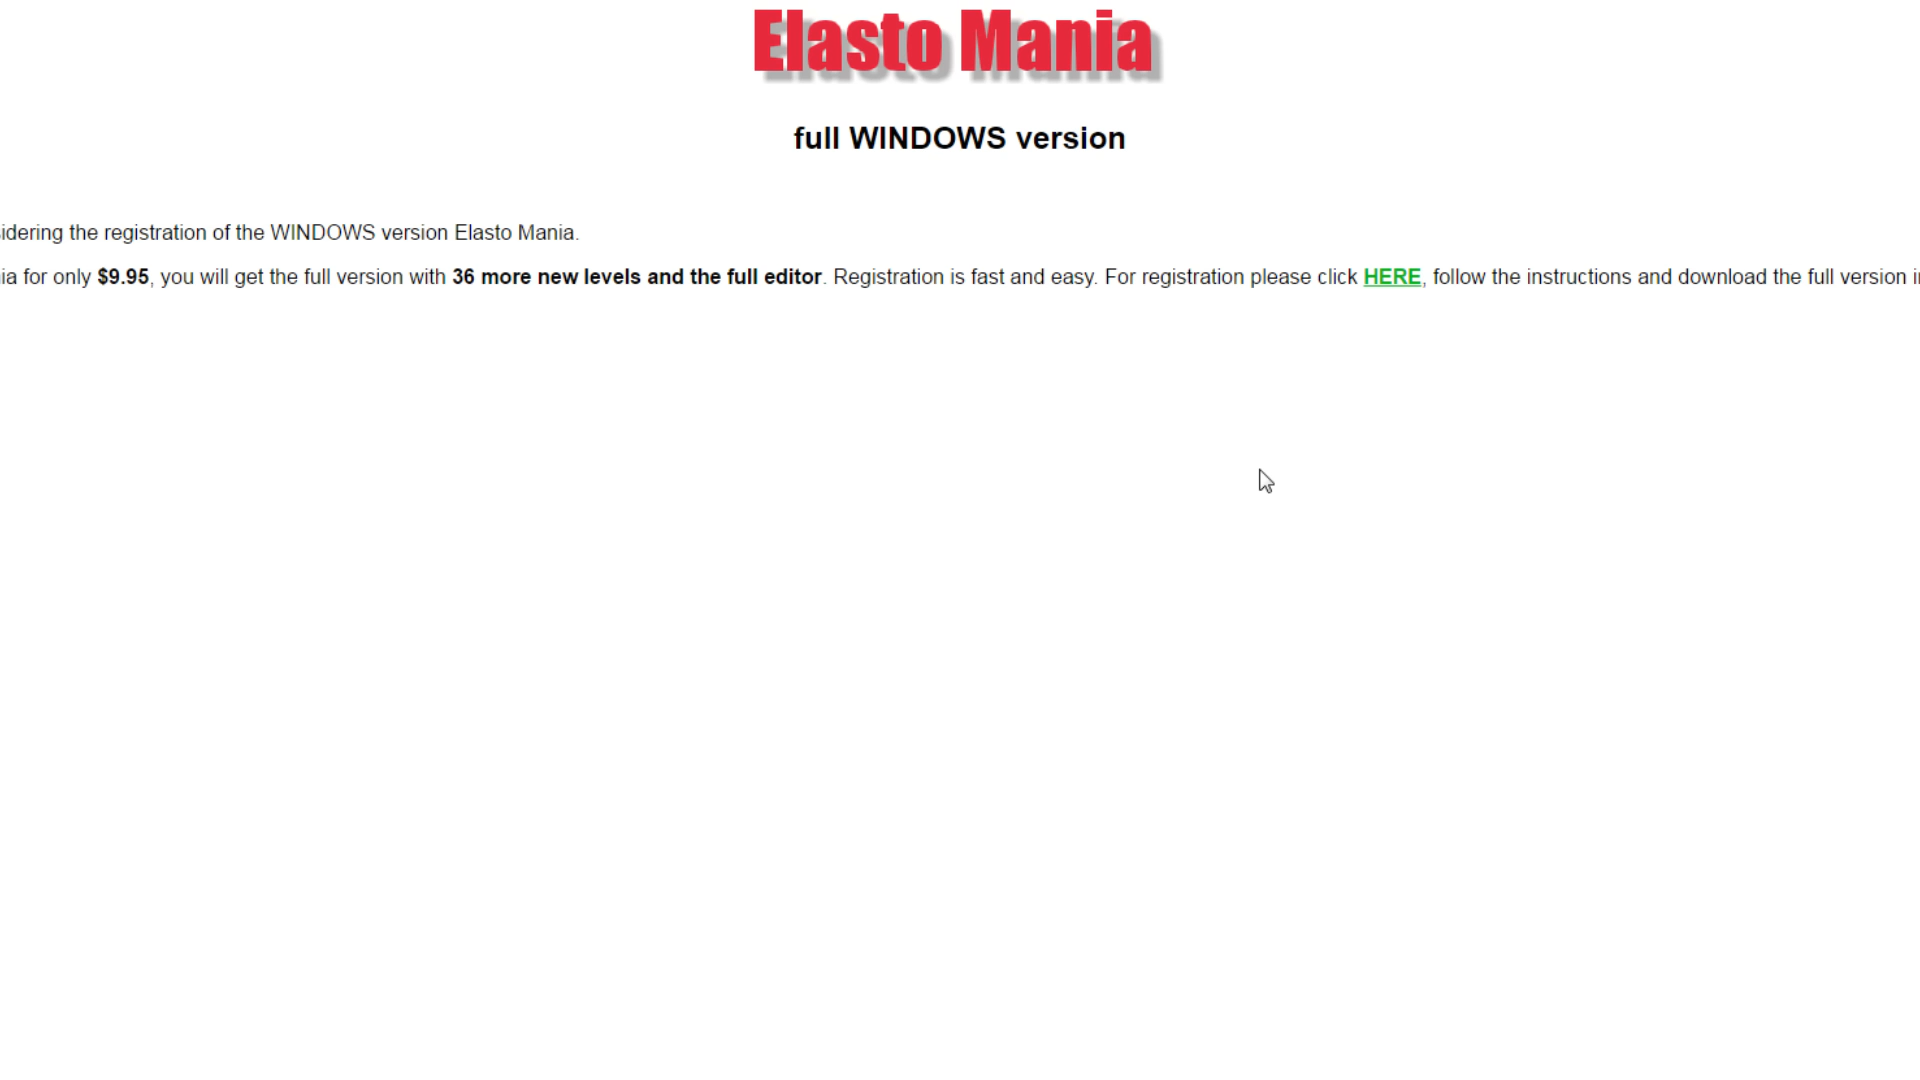 Elasto Mania
full WINDOWS version
idering the registration of the WINDOWS version Elasto Mania.
ia for only $9.95, you will get the full version with 36 more new levels and the full editor. Registration is fast and easy. For registration please click HERE, follow the instructions and download the full version i